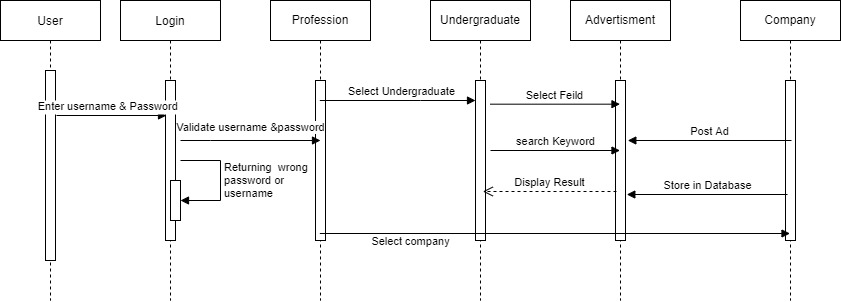 User
Login
Profession
Undergraduate
Advertisment
Company
Select Undergraduate
Select Feild
Enter username & Password
Validate username &password
search Keyword
Post Ad
Returning wrong
password or
username
Display Result
Store in Database
Select company